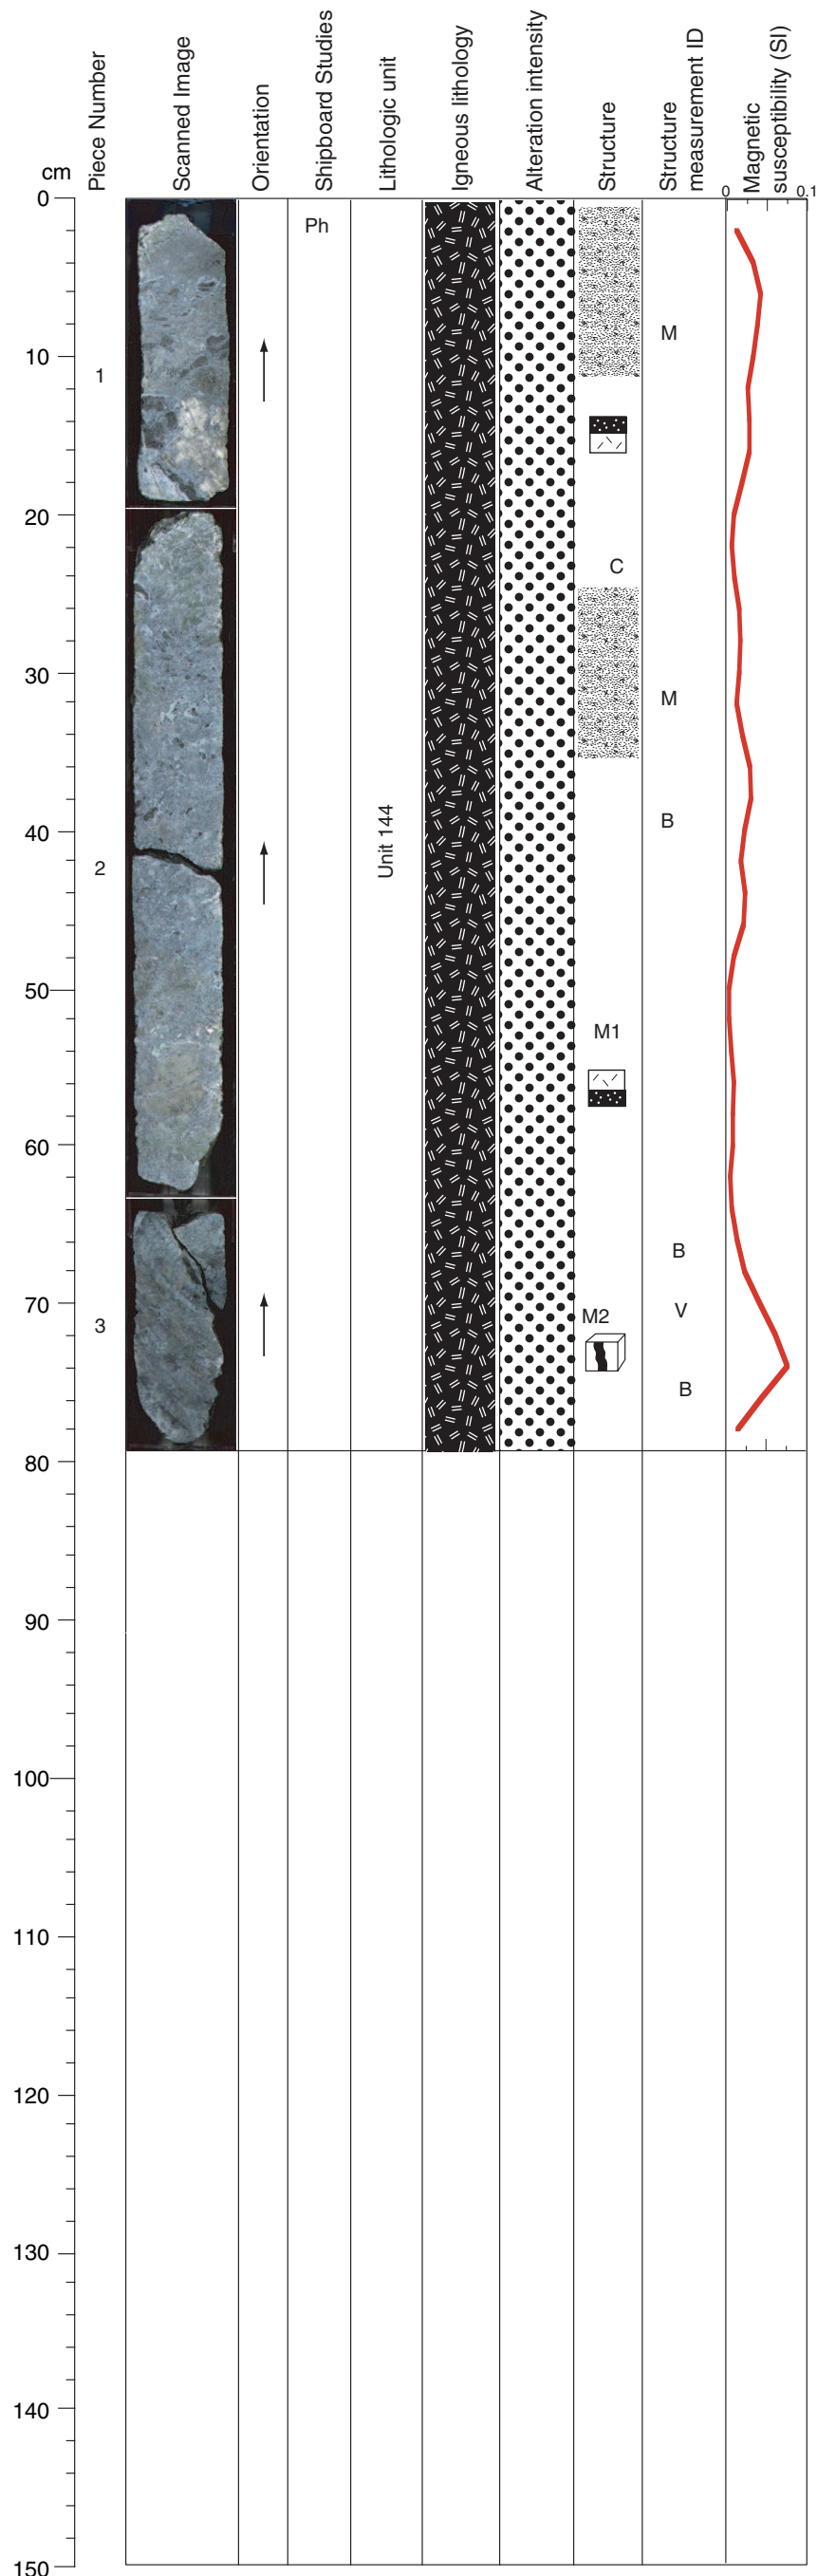 cm
Piece Number
Scanned Image
Orientation
Shipboard Studies
Lithologic unit
Igneous lithology
Alteration intensity
Structure
Structure
measurement ID
Magnetic
susceptibility (SI)
0 0.1
0
Ph
M
10
1
20
C
30
M
B
40
Unit 144
2
50
M1
60
B
70
V
M2
3
B
80
90
100
110
120
130
140
150